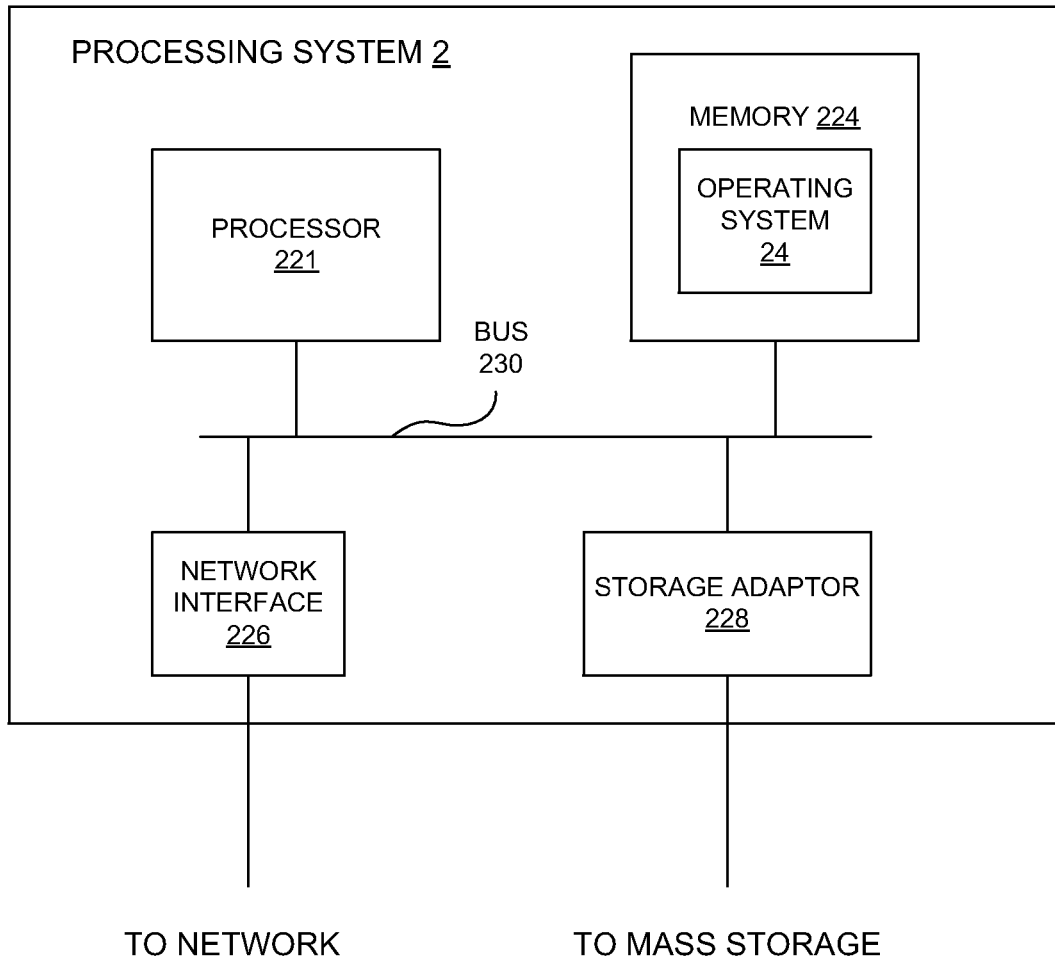 PROCESSING SYSTEM 2
MEMORY 224
OPERATING
SYSTEM
24
PROCESSOR
221
BUS
230
NETWORK
INTERFACE
226
STORAGE ADAPTOR
228
TO NETWORK
TO MASS STORAGE